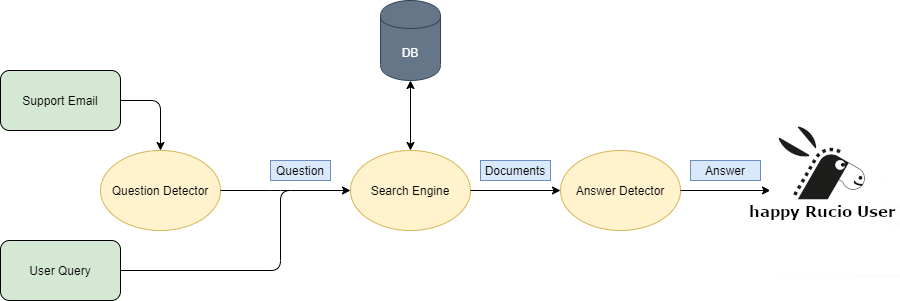 DB
Support Email
Question
Documents
Answer
Question Detector
Search Engine
Answer Detector
happy Rucio User
User Query